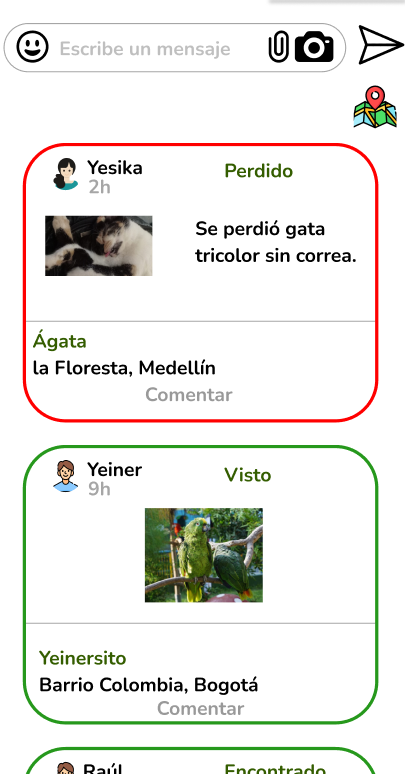 Escribe un mensaje
Yesika
Perdido
2h
Se perdió gata
tricolor sin correa.
Ágata
la Floresta, Medellín
Comentar
Yeiner
Visto
9h
Yeinersito
Barrio Colombia, Bogotá
Comentar
Raúl
Encontrado